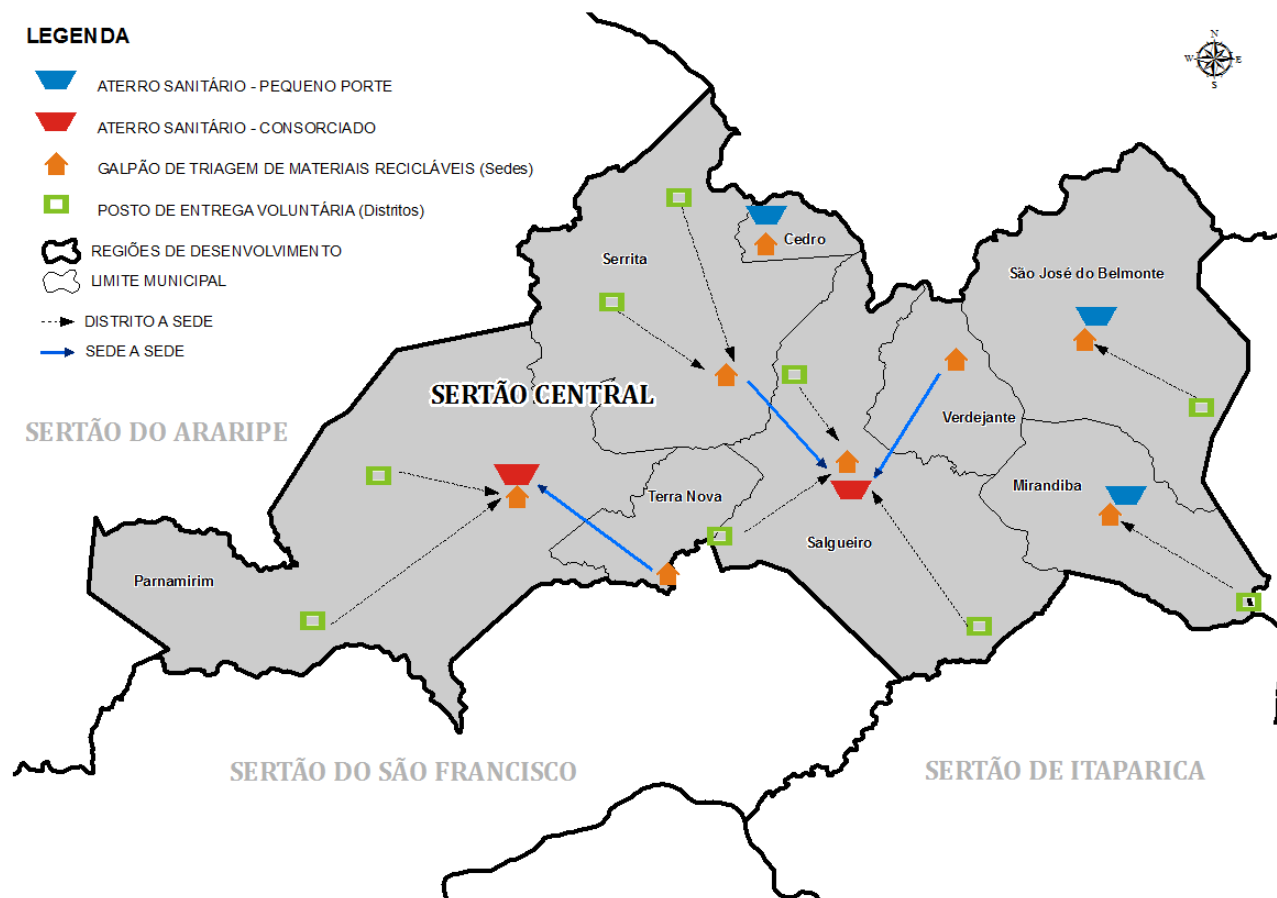 LEGENDA
ATERRO SANITÁRIO - PEQUENO PORTE
ATERRO SANITÁRIO - CONSORCIADO
GALPÃO DE TRIAGEM DE MATERIAIS RECICLÁVEIS (Sedes)
POSTO DE ENTREGA VOLUNTÁRIA (Distritos)
REGIÕES DE DESENVOLVIMENTO
LIMITE MUNICIPAL
DISTRITO A SEDE
SEDE A SEDE
N
W
E
S
Cedro
Serrita
São José do Belmonte
SERTÃO CENTRAL
SERTÃO DO ARARIPE
Verdejante
Mirandiba
Terra Nova
Salgueiro
Parnamirim
SERTÃO DO SÃO FRANCISCO
SERTÃO DE ITAPARICA